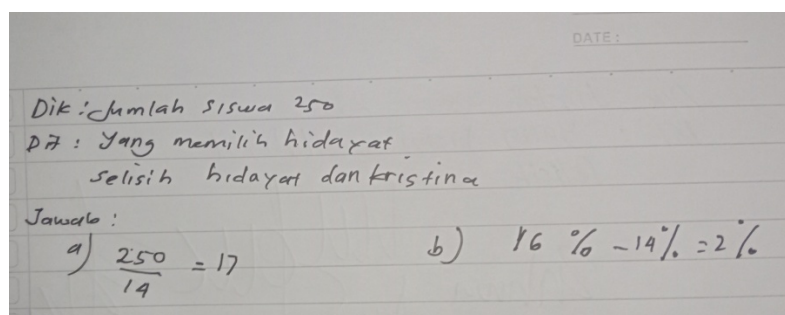 DATE :
Dik : Jumlah siswa 250
Dit : Yang memilih hidayat
selisih hidayat dan kristina
Jawab :
a) 250/14 = 17
b) 16 % - 14% = 2 %